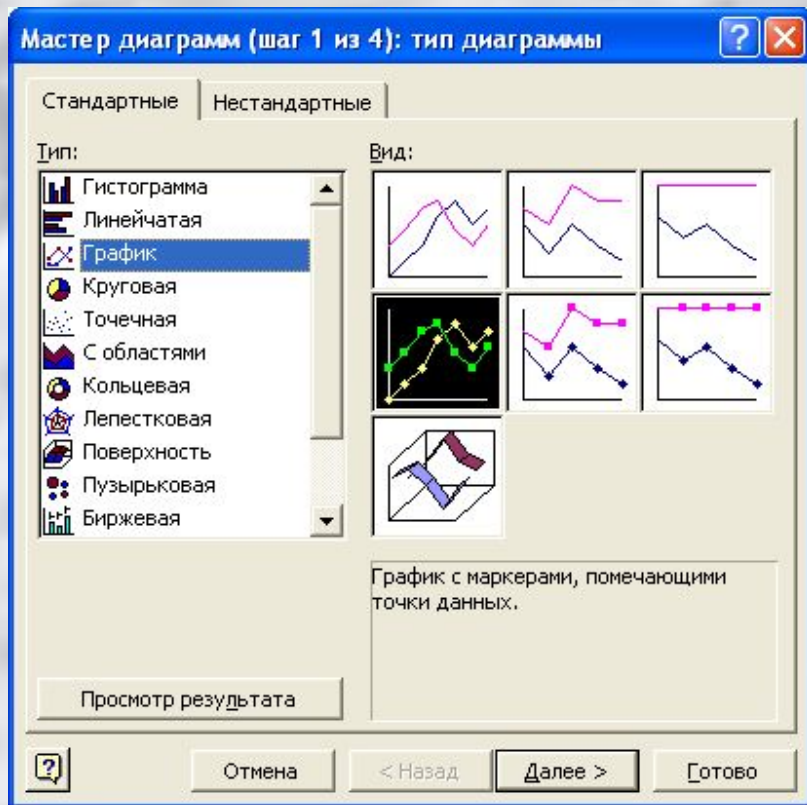 Мастер диаграмм (шаг 1 из 4): тип диаграммы
Стандартные Нестандартные
Тип:
Гистограмма
Линейчатая
График
Круговая
Точечная
С областями
Кольцевая
Лепестковая
Поверхность
Пузырьковая
Биржевая
Вид:
График с маркерами, помечающими
точки данных.
Просмотр результата
Отмена < Назад Далее > Готово